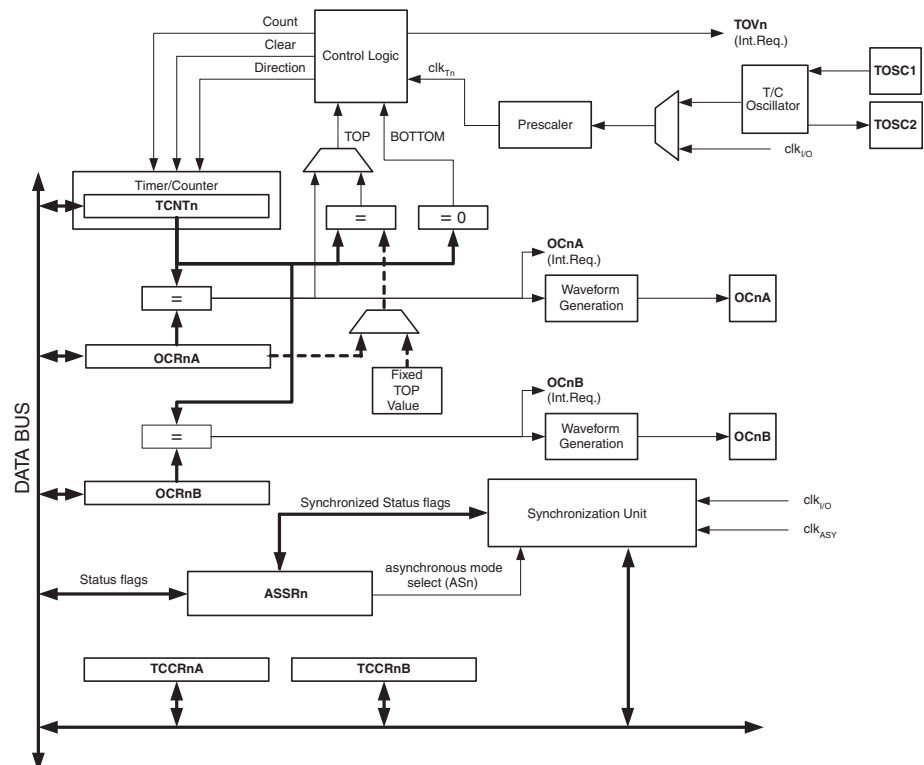 Count
Clear
Direction
Control Logic
clkTn
TOVn
(Int.Req.)
TOSC1
T/C
Oscillator
TOSC2
Prescaler
clkI/O
TOP
BOTTOM
Timer/Counter
TCNTn
=
= 0
=
OCnA
(Int.Req.)
Waveform
Generation
OCnA
OCRnA
Fixed
TOP
Value
OCnB
(Int.Req.)
=
Waveform
Generation
OCnB
DATA BUS
OCRnB
Synchronized Status flags
Synchronization Unit
clkI/O
clkASY
Status flags
ASSRn
asynchronous mode
select (ASn)
TCCRnA
TCCRnB